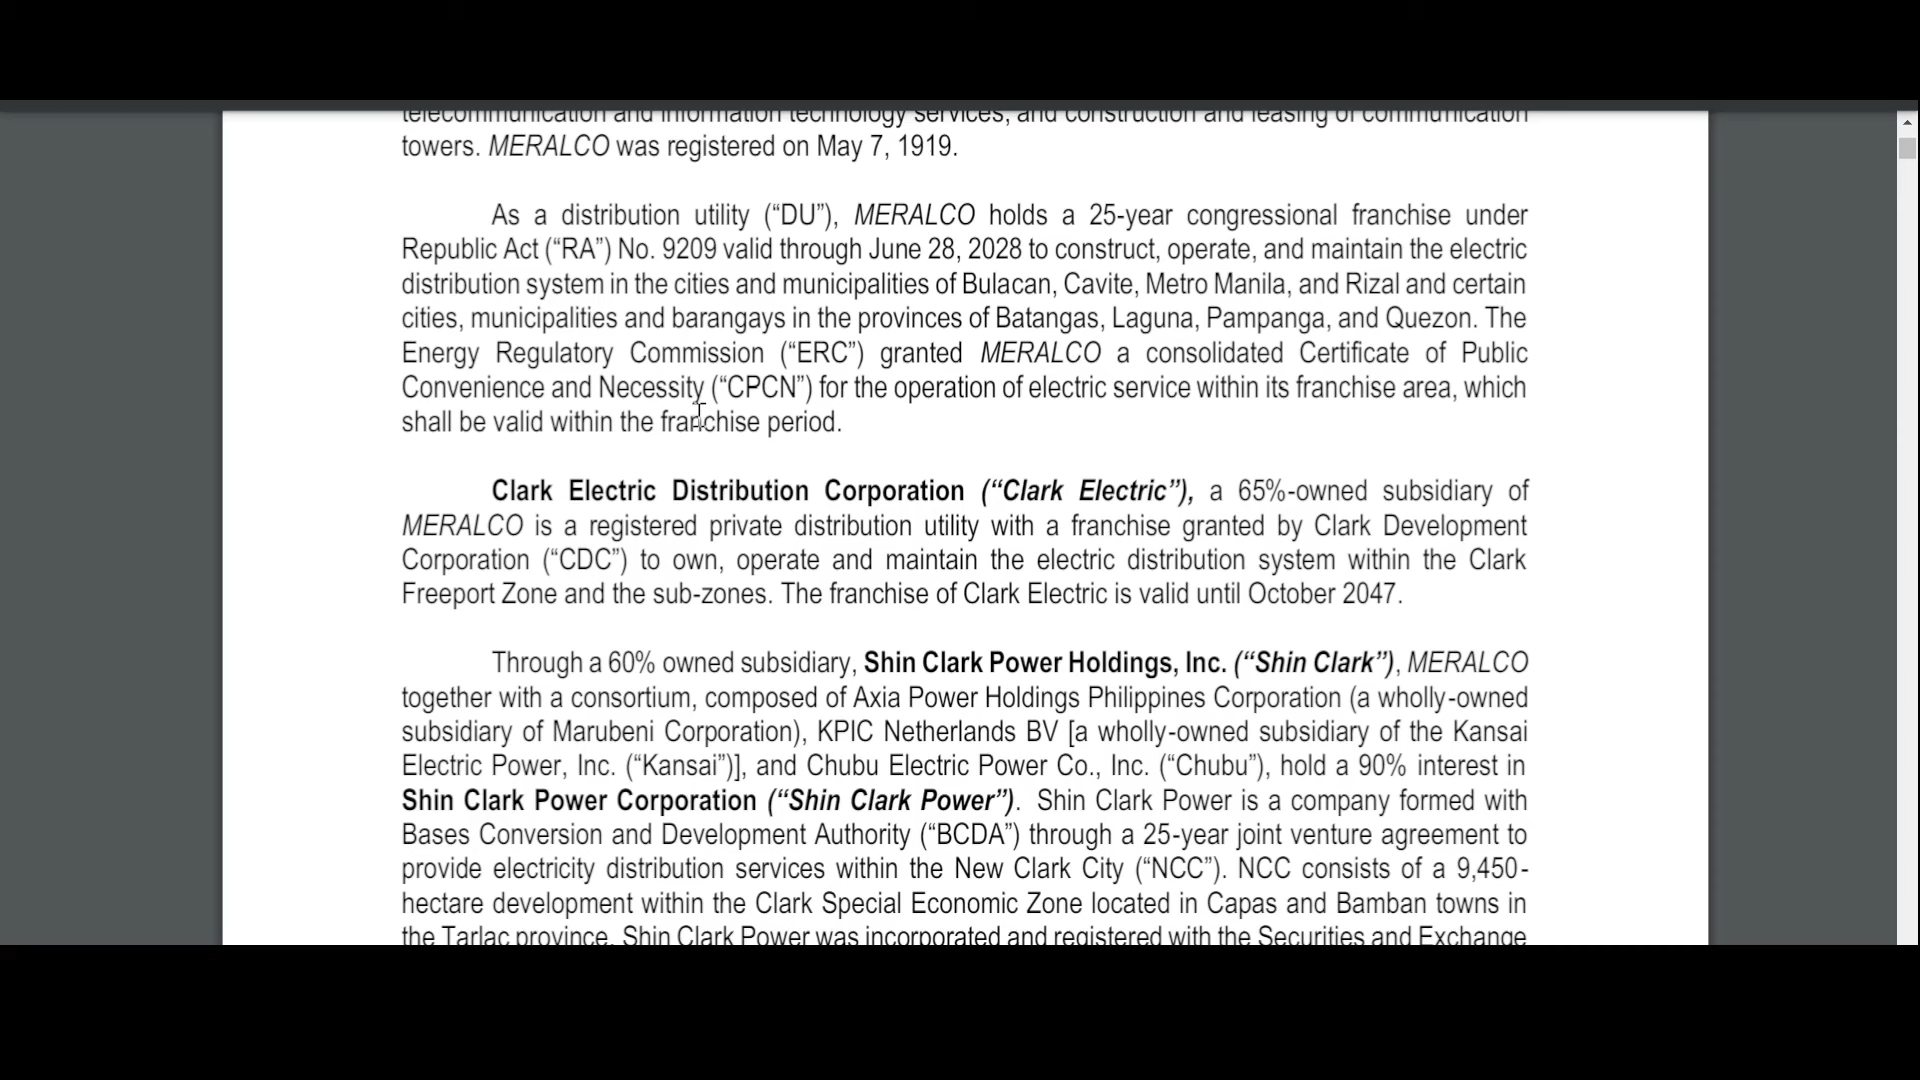 telecommunication and information technology services, and construction and leasing of communication
towers. MERALCO was registered on May 7, 1919.
As a distribution utility (“DU”), MERALCO holds a 25-year congressional franchise under
Republic Act (“RA”) No. 9209 valid through June 28, 2028 to construct, operate, and maintain the electric
distribution system in the cities and municipalities of Bulacan, Cavite, Metro Manila, and Rizal and certain
cities, municipalities and barangays in the provinces of Batangas, Laguna, Pampanga, and Quezon. The
Energy Regulatory Commission (“ERC”) granted MERALCO a consolidated Certificate of Public
Convenience and Necessity (“CPCN”) for the operation of electric service within its franchise area, which
shall be valid within the franchise period.
Clark Electric Distribution Corporation (“Clark Electric”), a 65%-owned subsidiary of
MERALCO is a registered private distribution utility with a franchise granted by Clark Development
Corporation (“CDC”) to own, operate and maintain the electric distribution system within the Clark
Freeport Zone and the sub-zones. The franchise of Clark Electric is valid until October 2047.
Through a 60% owned subsidiary, Shin Clark Power Holdings, Inc. (“Shin Clark”), MERALCO
together with a consortium, composed of Axia Power Holdings Philippines Corporation (a wholly-owned
subsidiary of Marubeni Corporation), KPIC Netherlands BV [a wholly-owned subsidiary of the Kansai
Electric Power, Inc. (“Kansai”)], and Chubu Electric Power Co., Inc. (“Chubu”), hold a 90% interest in
Shin Clark Power Corporation (“Shin Clark Power”). Shin Clark Power is a company formed with
Bases Conversion and Development Authority (“BCDA”) through a 25-year joint venture agreement to
provide electricity distribution services within the New Clark City (“NCC”). NCC consists of a 9,450-
hectare development within the Clark Special Economic Zone located in Capas and Bamban towns in
the Tarlac province. Shin Clark Power was incorporated and registered with the Securities and Exchange